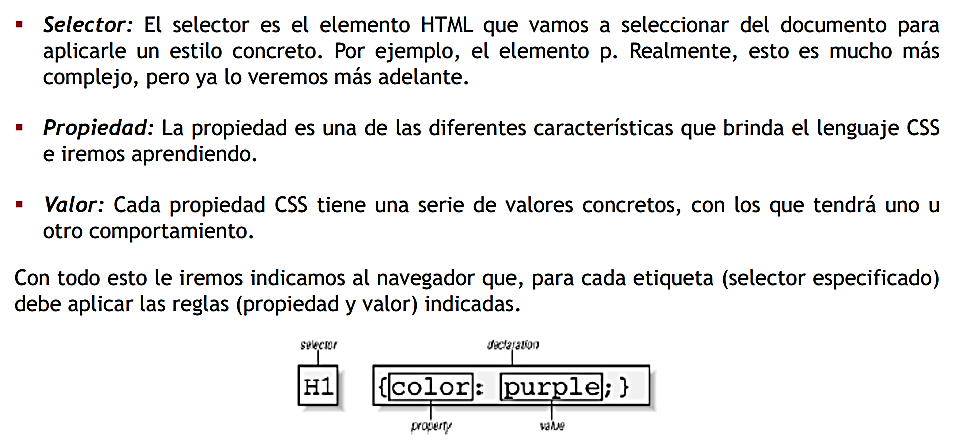 ▪ Selector: El selector es el elemento HTML que vamos a seleccionar del documento para
aplicarle un estilo concreto. Por ejemplo, el elemento p. Realmente, esto es mucho más
complejo, pero ya lo veremos más adelante.
▪ Propiedad: La propiedad es una de las diferentes características que brinda el lenguaje CSS
e iremos aprendiendo.
▪ Valor: Cada propiedad CSS tiene una serie de valores concretos, con los que tendrá uno u
otro comportamiento.
Con todo esto le iremos indicamos al navegador que, para cada etiqueta (selector especificado)
debe aplicar las reglas (propiedad y valor) indicadas.
selector declaration
H1 {color: purple;}
property value